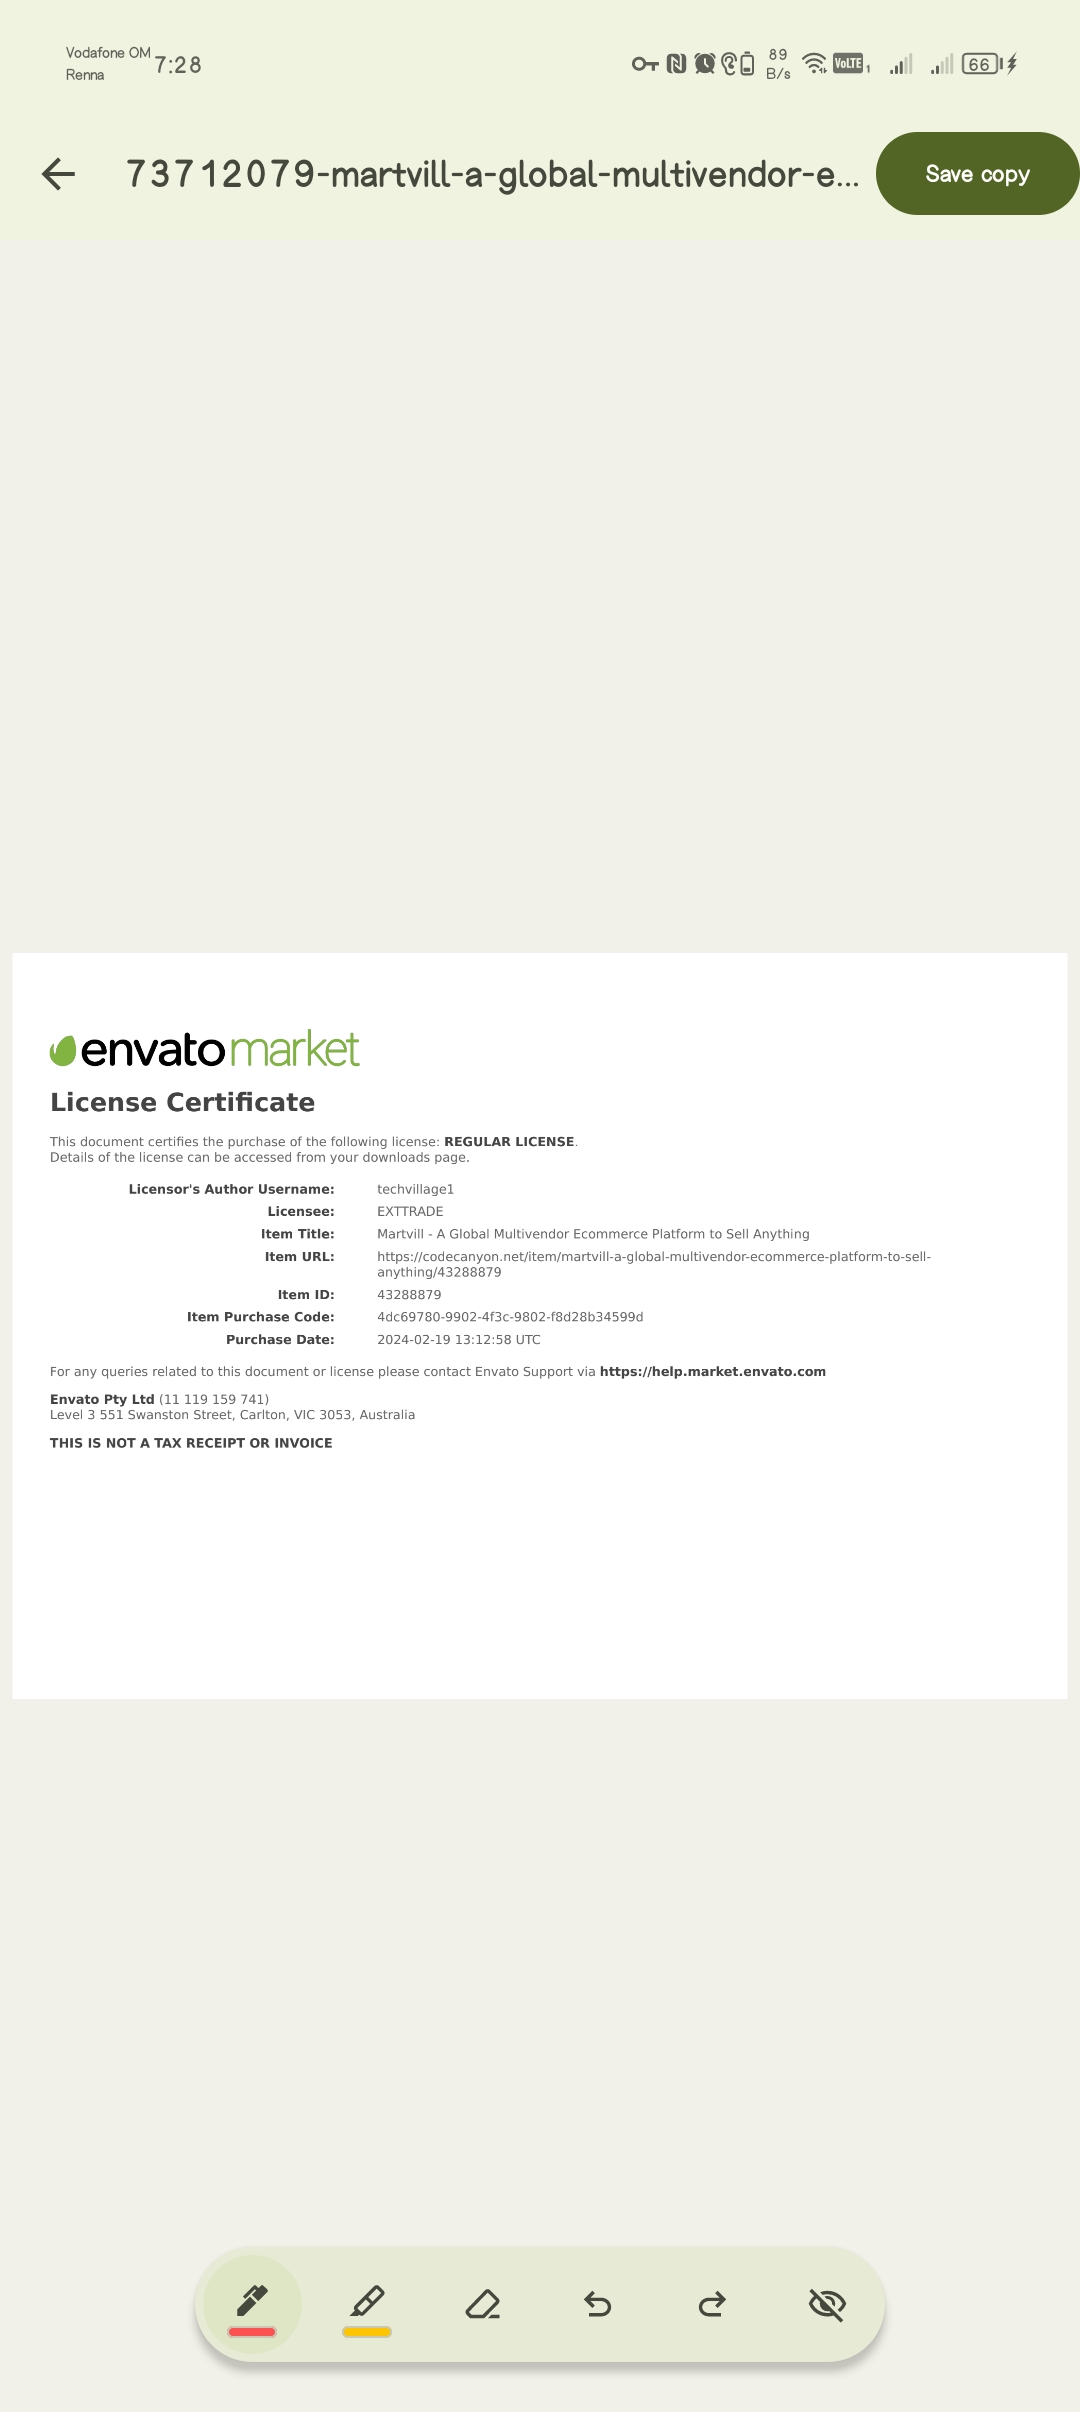 Vodafone OM
Renna
7:28
89
B/s
VoLTE 1
66
73712079-martvill-a-global-multivendor-e...
Save copy
envatomarket
License Certificate
This document certifies the purchase of the following license: REGULAR LICENSE.
Details of the license can be accessed from your downloads page.
Licensor's Author Username: techvillage1
Licensee: EXTTRADE
Item Title: Martvill - A Global Multivendor Ecommerce Platform to Sell Anything
Item URL: https://codecanyon.net/item/martvill-a-global-multivendor-ecommerce-platform-to-sell-
anything/43288879
Item ID: 43288879
Item Purchase Code: 4dc69780-9902-4f3c-9802-f8d28b34599d
Purchase Date: 2024-02-19 13:12:58 UTC
For any queries related to this document or license please contact Envato Support via https://help.market.envato.com
Envato Pty Ltd (11 119 159 741)
Level 3 551 Swanston Street, Carlton, VIC 3053, Australia
THIS IS NOT A TAX RECEIPT OR INVOICE